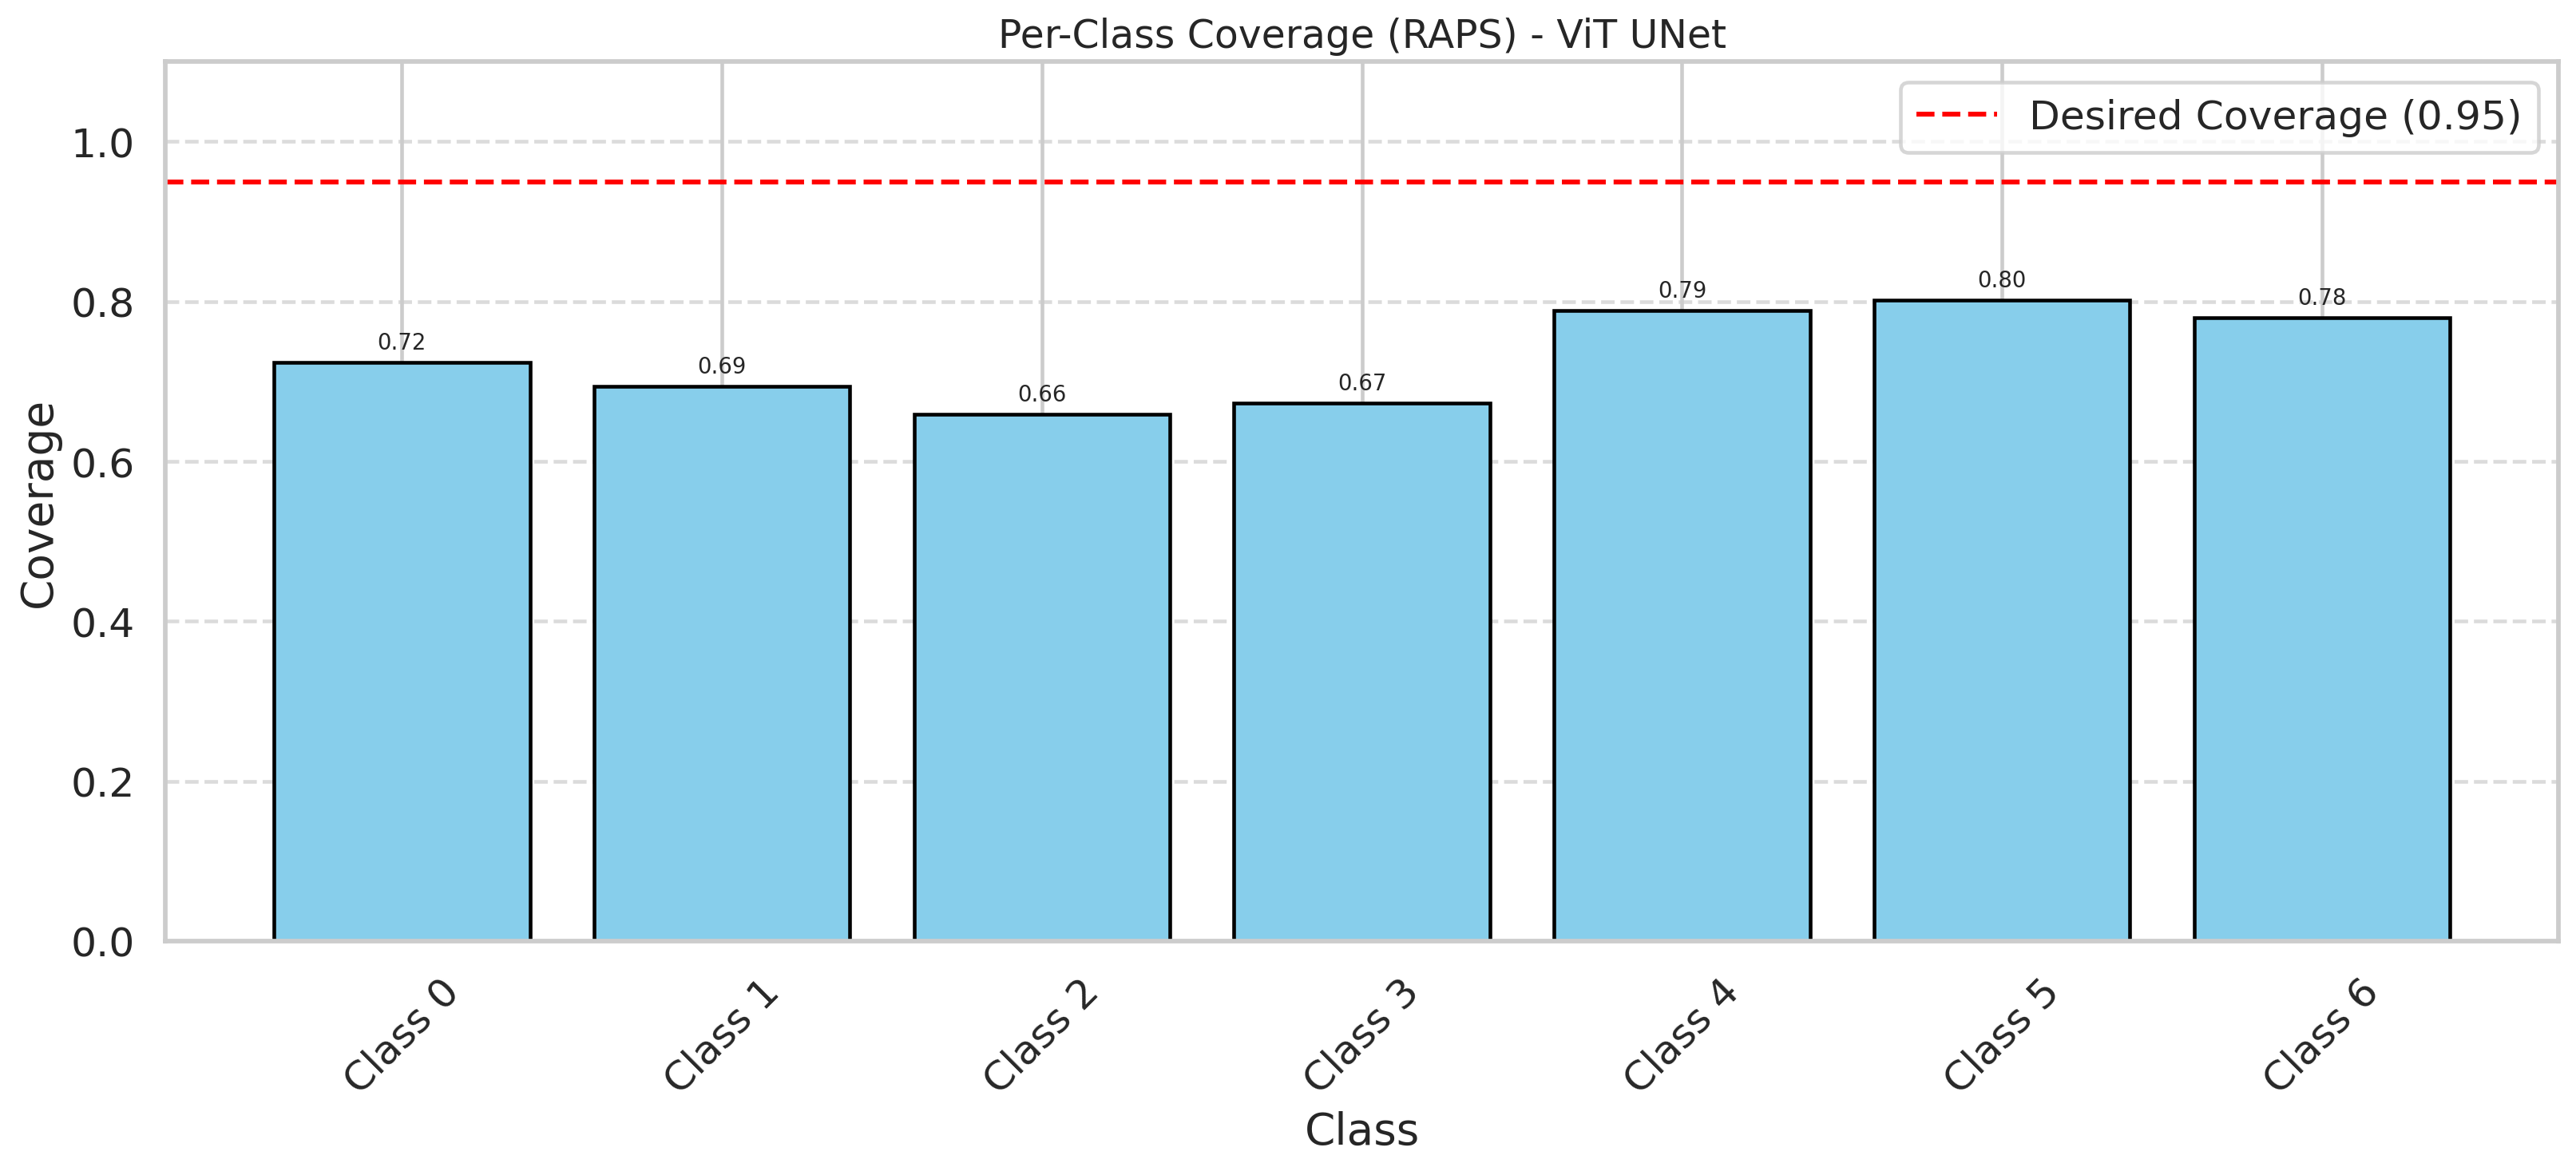 Per-Class Coverage (RAPS) - ViT UNet
Desired Coverage (0.95)
Coverage
1.0
0.8
0.6
0.4
0.2
0.0
0.72
0.69
0.66
0.67
0.79
0.80
0.78
Class 0
Class 1
Class 2
Class 3
Class 4
Class 5
Class 6
Class